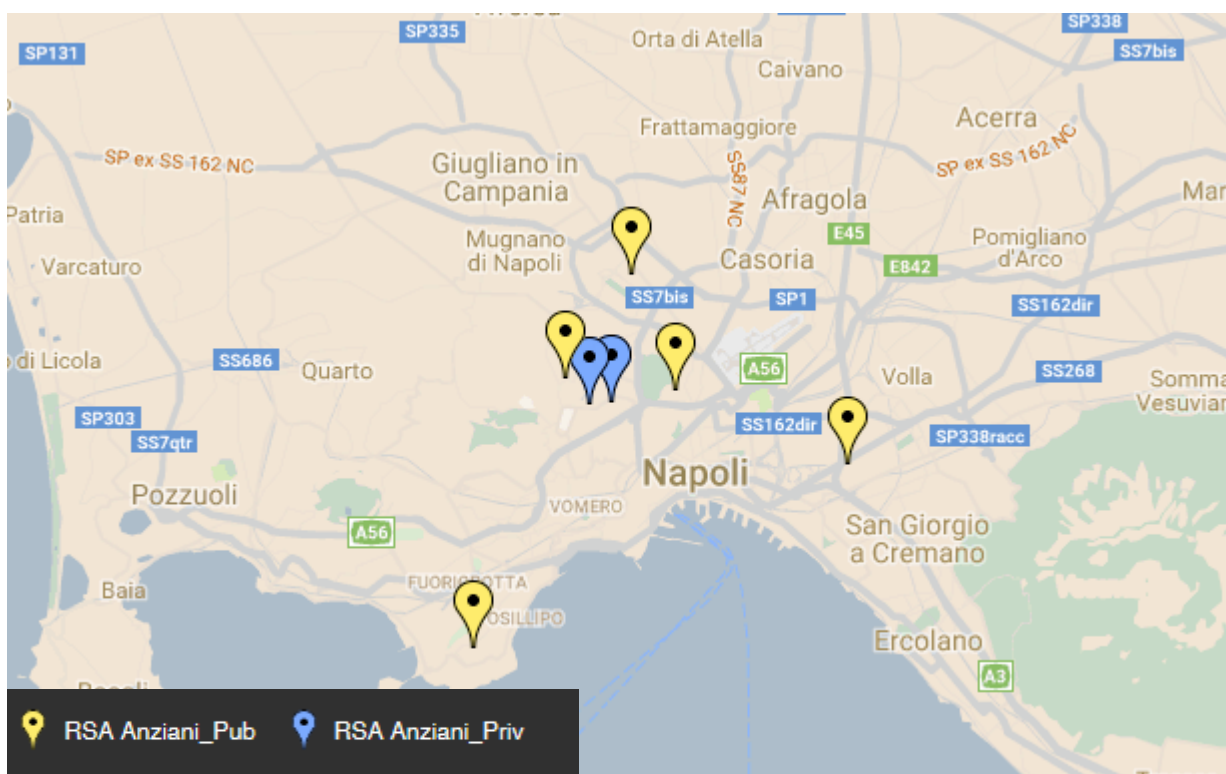 SP335
SP338
SP131
Orta di Atella
SS7bis
Caivano
Acerra
Frattamaggiore
SP ex SS 162 NC
SP ex SS 162 NC
SS87 NC
Giugliano in
Campania
Afragola
Patria
E45
Mugnano
di Napoli
Pomigliano
d'Arco
Casoria
Varcaturo
E842
SS7bis
SP1
SS162dir
di Licola
SS686
Quarto
A56
Volla
SS268
Somma
Vesuvian
SP303
SS7qtr
SS162dir
SP338racc
Napoli
Pozzuoli
VOMERO
A56
San Giorgio
a Cremano
Baia
FUORIGROTTA
OSILLIPO
Ercolano
A3
RSA Anziani_Pub
RSA Anziani_Priv